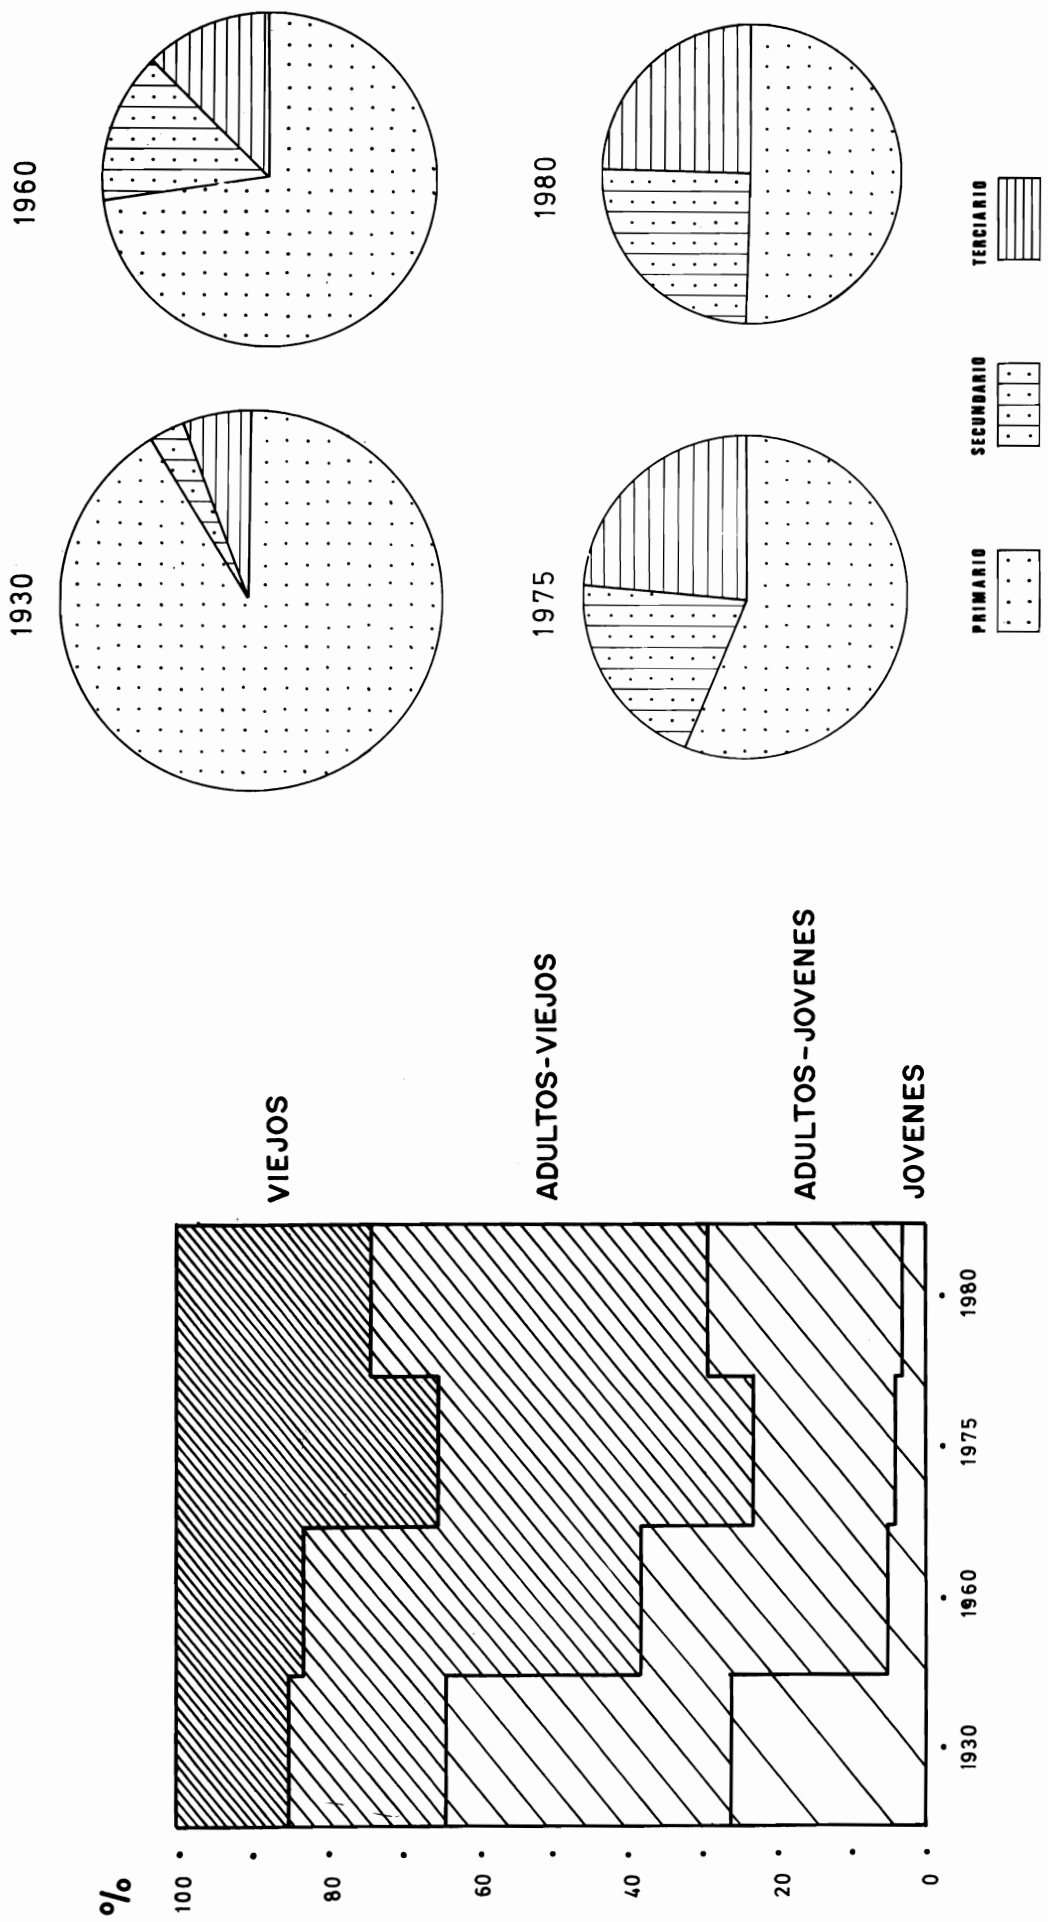 %
100
80
60
40
20
0
1930
1960
1975
1980
VIEJOS
ADULTOS-VIEJOS
ADULTOS-JOVENES
JOVENES
1930
1960
1975
1980
PRIMARIO
SECUNDARIO
TERCIARIO